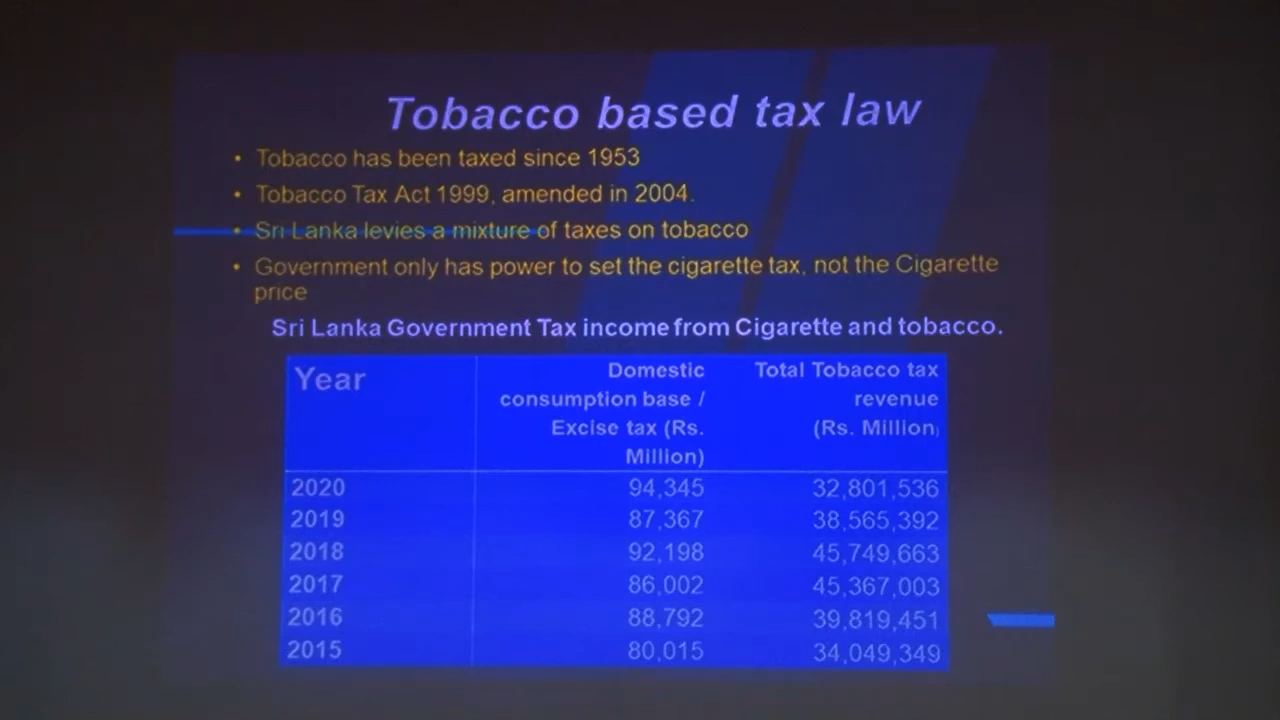 Tobacco based tax law
• Tobacco has been taxed since 1953
• Tobacco Tax Act 1999, amended in 2004.
• Sri Lanka levies a mixture of taxes on tobacco
• Government only has power to set the cigarette tax, not the Cigarette
price
Sri Lanka Government Tax income from Cigarette and tobacco.
Year Domestic Total Tobacco tax
consumption base / revenue
Excise tax (Rs. (Rs. Million)
Million)
2020 94,345 32,801,536
2019 87,367 38,565,392
2018 92,198 45,749,663
2017 86,002 45,367,003
2016 88,792 39,819,451
2015 80,015 34,049,349